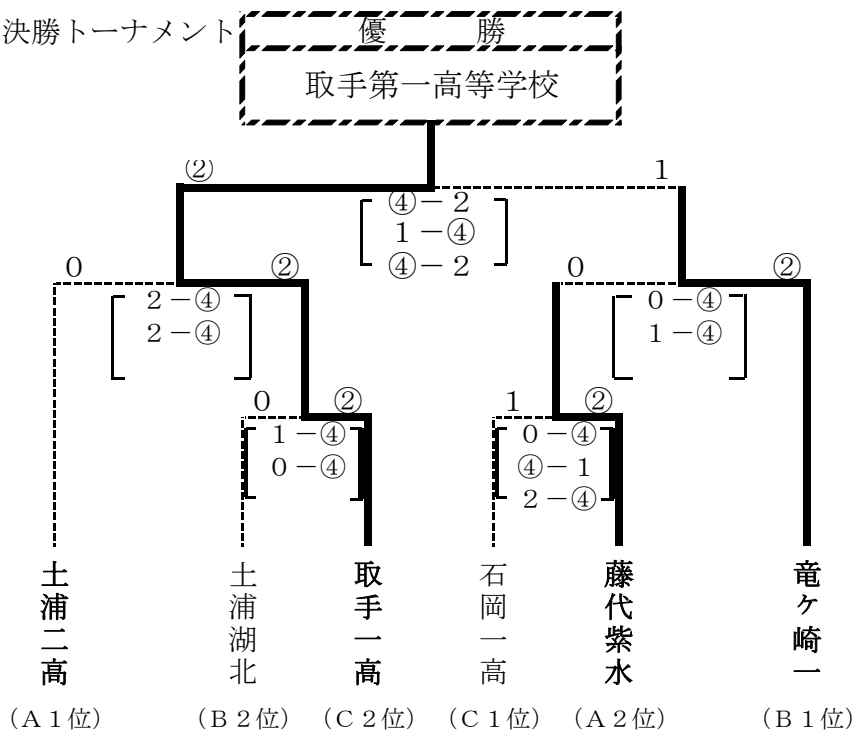 決勝トーナメント
優　　勝
取手第一高等学校
② 1
④－2
1－④
④－2
0 ② 0 ②
2－④
2－④
0－④
1－④
0 ② 1 ②
1－④
0－④
0－④
④－1
2－④
土浦二高
土浦湖北
取手一高
石岡一高
藤代紫水
竜ケ崎一
（A１位） （B２位） （C２位） （C１位） （A２位） （B１位）